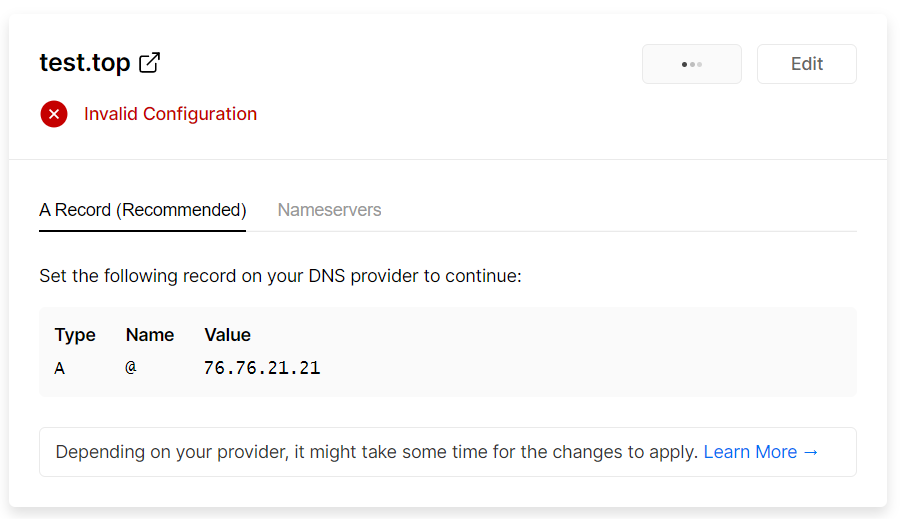 test.top
Edit
Invalid Configuration
A Record (Recommended) Nameservers
Set the following record on your DNS provider to continue:
Type Name Value
A @ 76.76.21.21
Depending on your provider, it might take some time for the changes to apply. Learn More →